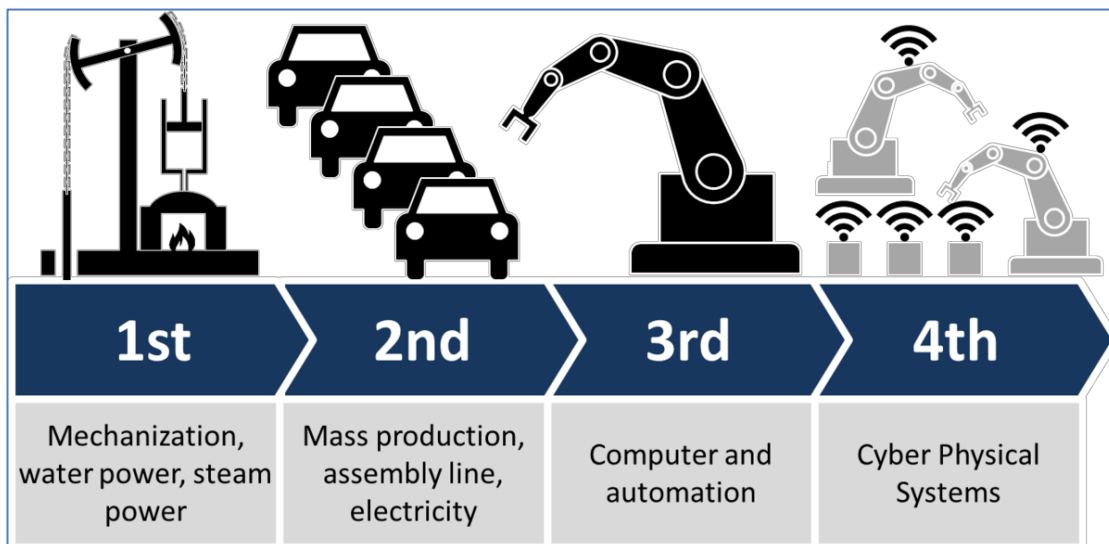 1st
2nd
3rd
4th
Mechanization,
water power, steam
power
Mass production,
assembly line,
electricity
Computer and
automation
Cyber Physical
Systems